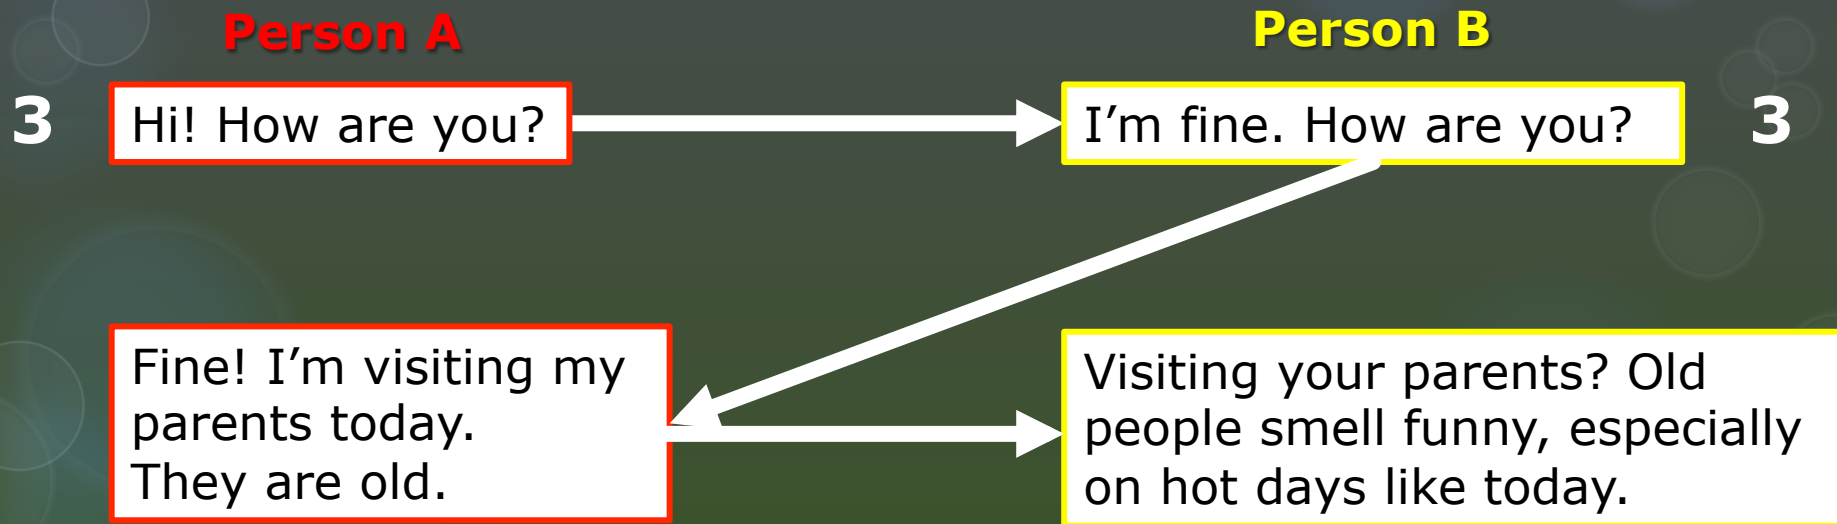 Person A
Person B
3
Hi! How are you?
I’m fine. How are you?
3
Fine! I’m visiting my
parents today.
They are old.
Visiting your parents? Old
people smell funny, especially
on hot days like today.